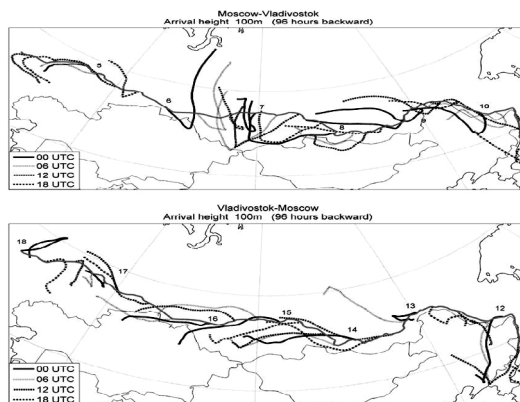 Moscow-Vladivostok
Arrival height 100m (96 hours backward)
5
6
7
8
9
10
00 UTC
06 UTC
12 UTC
18 UTC
Vladivostok-Moscow
Arrival height 100m (96 hours backward)
18
17
16
15
14
13
12
00 UTC
06 UTC
12 UTC
18 UTC